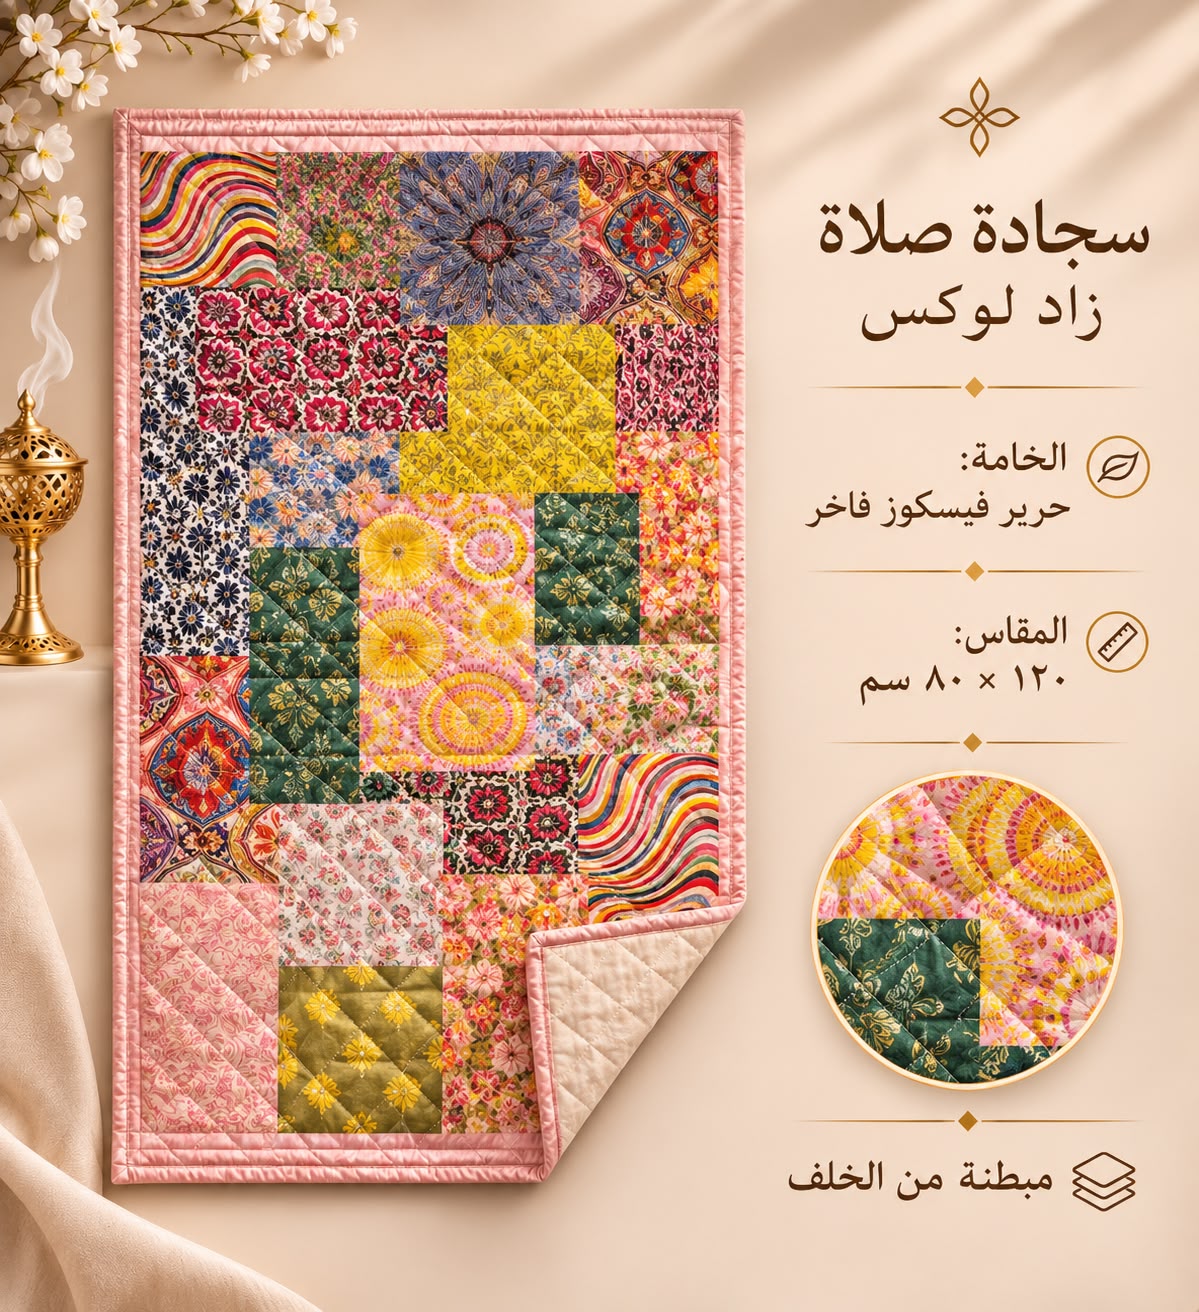 سجادة صلاة
زاد لوكس
الخامة:
حرير فيسكوز فاخر
المقاس:
١٢٠ × ٨٠ سم
مبطنة من الخلف